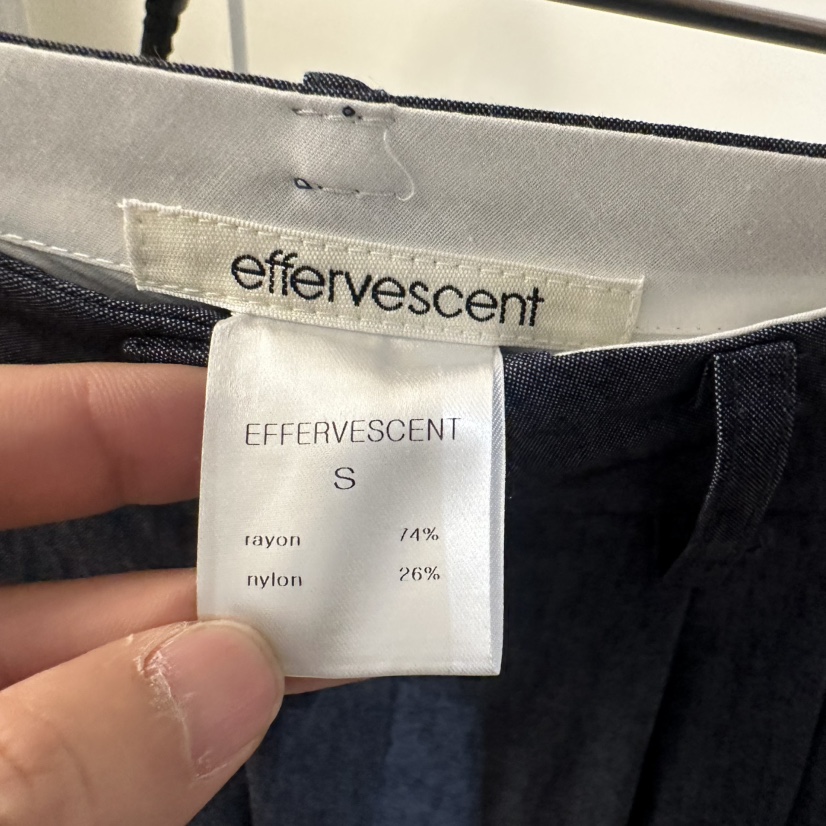 effervescent
EFFERVESCENT
S
rayon 74%
nylon 26%